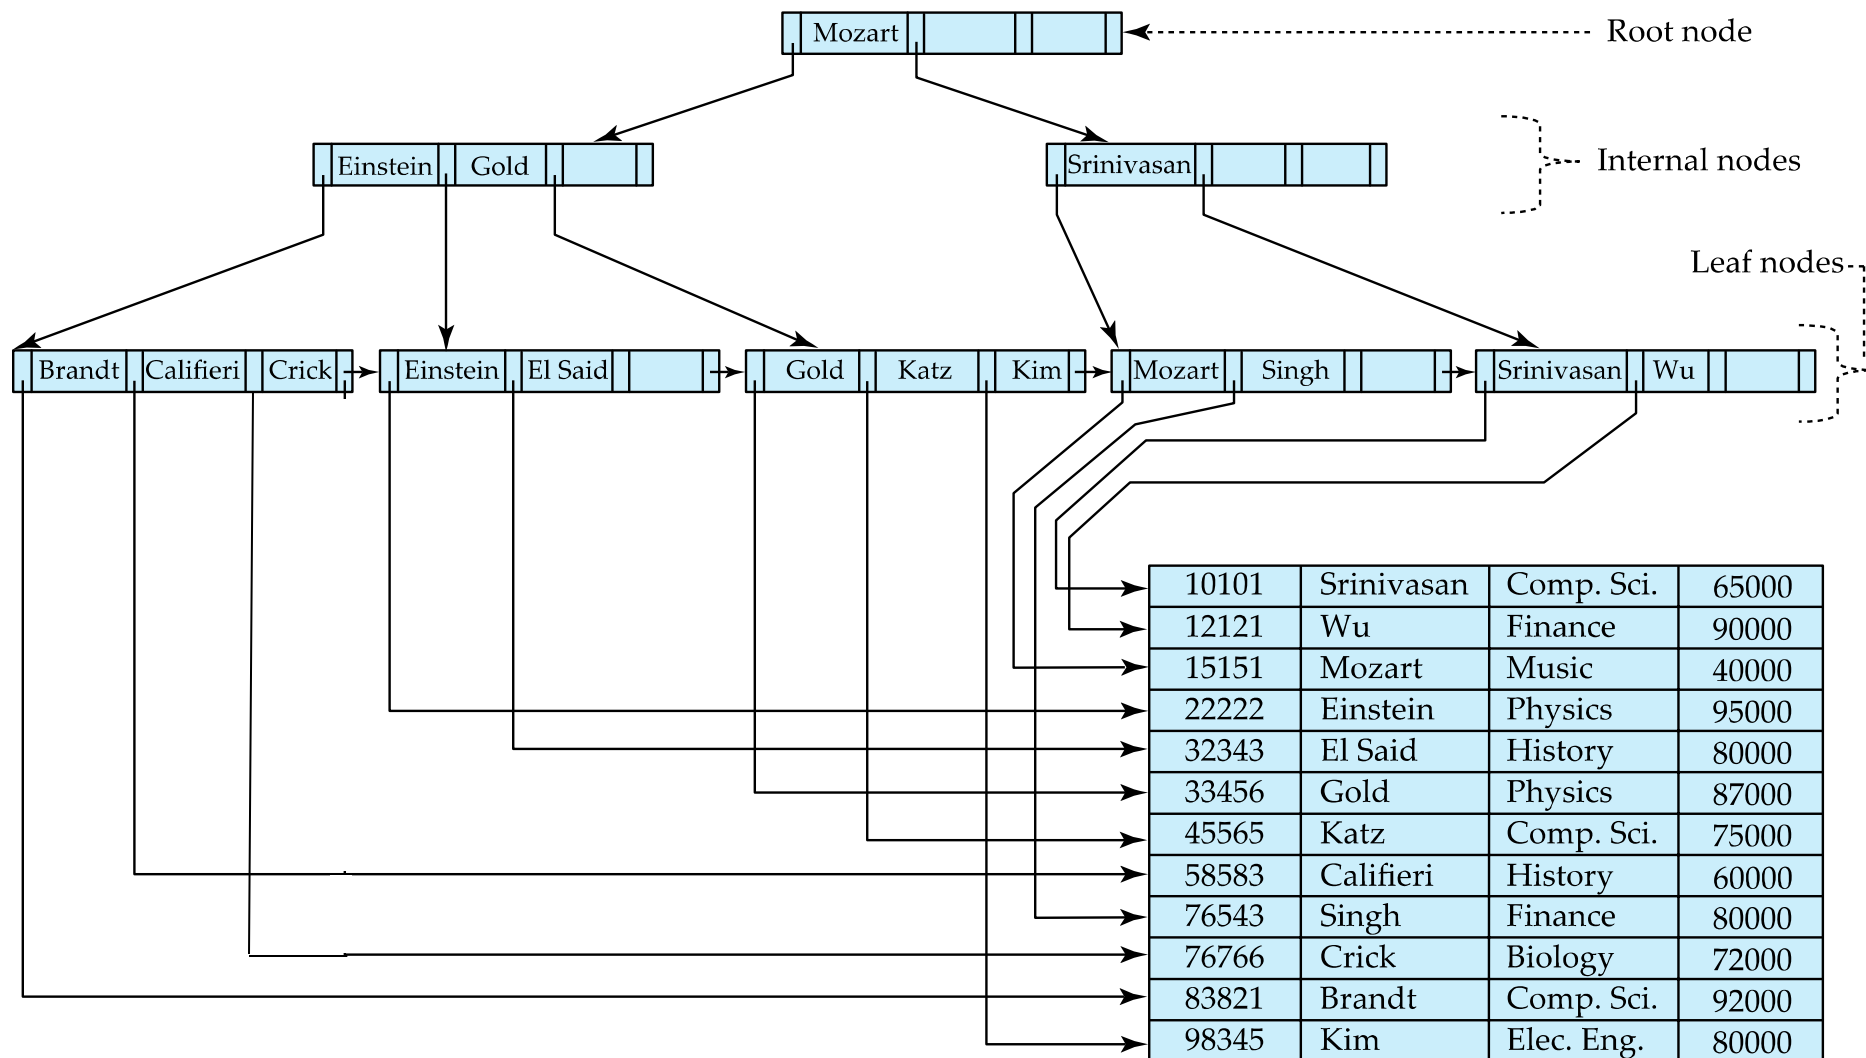 Mozart
Root node
Einstein Gold
Srinivasan
Internal nodes
Leaf nodes
Brandt Califieri Crick
Einstein El Said
Gold Katz Kim
Mozart Singh
Srinivasan Wu
10101 Srinivasan Comp. Sci. 65000
12121 Wu Finance 90000
15151 Mozart Music 40000
22222 Einstein Physics 95000
32343 El Said History 80000
33456 Gold Physics 87000
45565 Katz Comp. Sci. 75000
58583 Califieri History 60000
76543 Singh Finance 80000
76766 Crick Biology 72000
83821 Brandt Comp. Sci. 92000
98345 Kim Elec. Eng. 80000